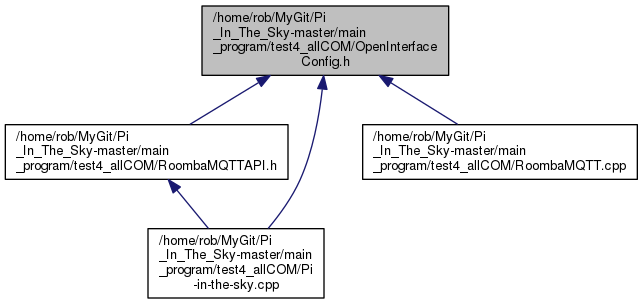 /home/rob/MyGit/Pi
_In_The_Sky-master/main
_program/test4_allCOM/OpenInterface
Config.h
/home/rob/MyGit/Pi
_In_The_Sky-master/main
_program/test4_allCOM/RoombaMQTTAPI.h
/home/rob/MyGit/Pi
_In_The_Sky-master/main
_program/test4_allCOM/RoombaMQTT.cpp
/home/rob/MyGit/Pi
_In_The_Sky-master/main
_program/test4_allCOM/Pi
-in-the-sky.cpp